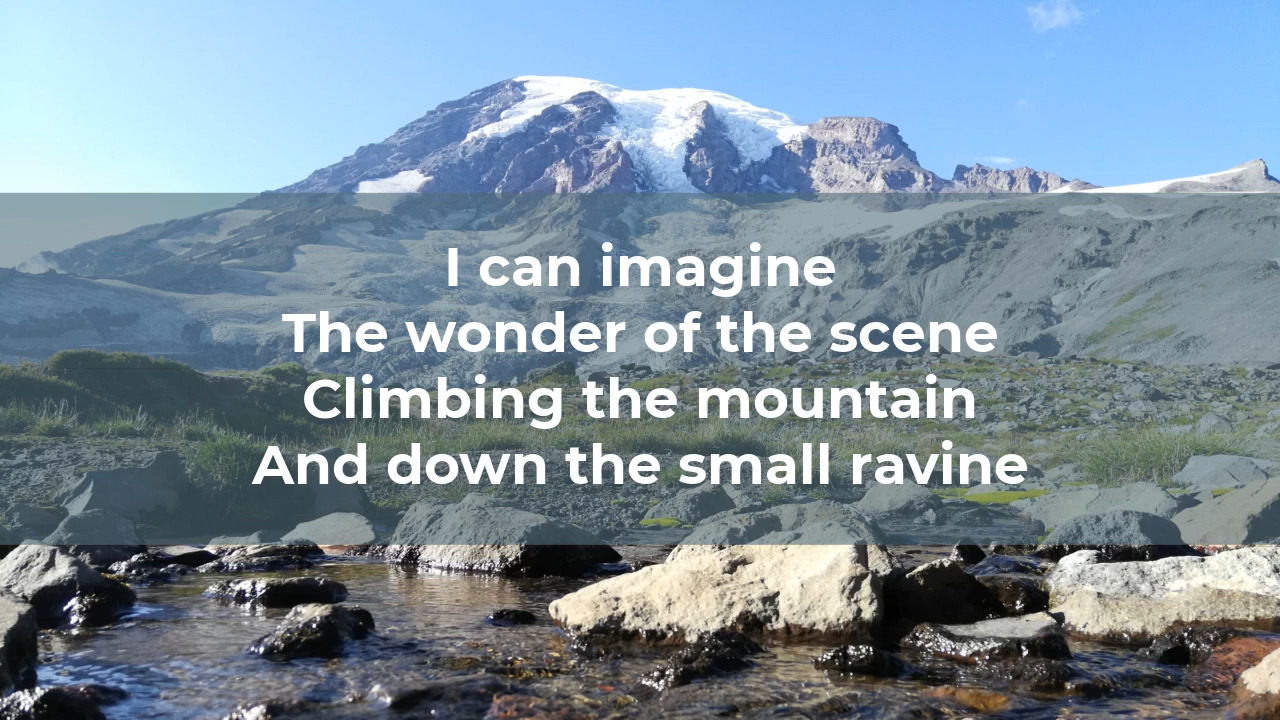 I can imagine
The wonder of the scene
Climbing the mountain
And down the small ravine